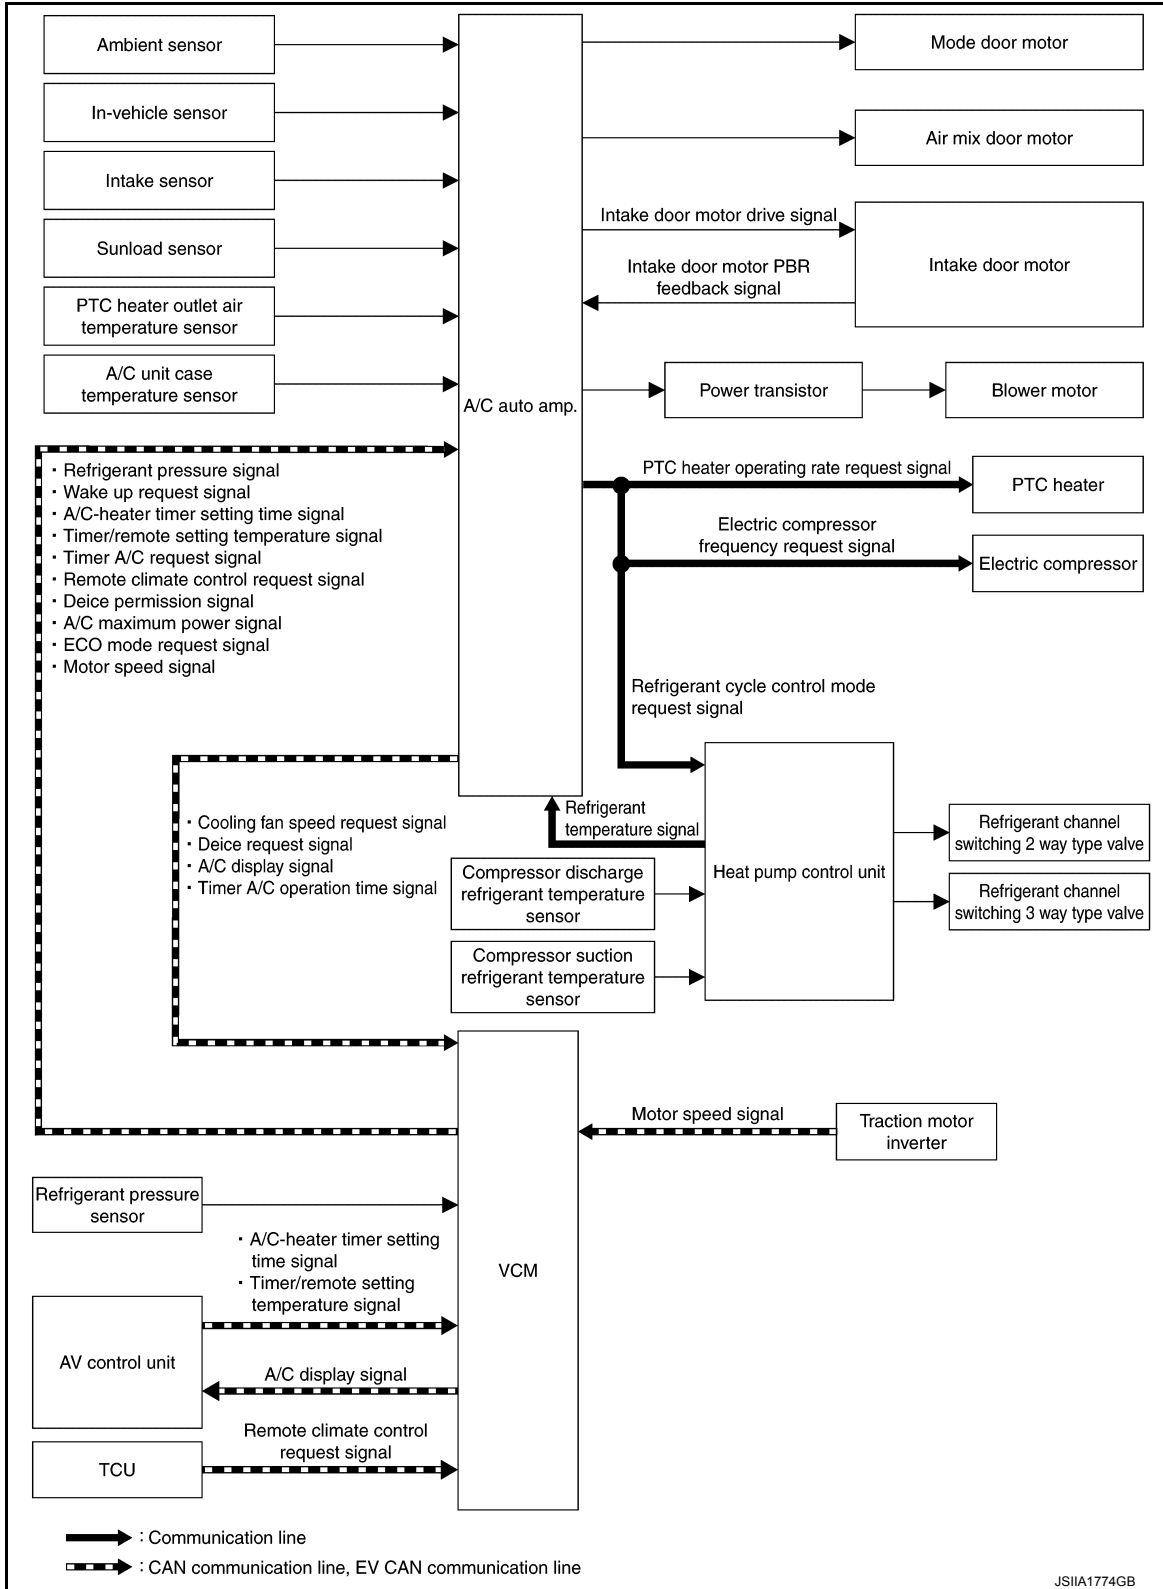 Ambient sensor
In-vehicle sensor
Intake sensor
Sunload sensor
PTC heater outlet air
temperature sensor
A/C unit case
temperature sensor
A/C auto amp.
Mode door motor
Air mix door motor
Intake door motor drive signal
Intake door motor PBR
feedback signal
Intake door motor
Power transistor
Blower motor
PTC heater operating rate request signal
PTC heater
Electric compressor
frequency request signal
Electric compressor
・Refrigerant pressure signal
・Wake up request signal
・A/C-heater timer setting time signal
・Timer/remote setting temperature signal
・Timer A/C request signal
・Remote climate control request signal
・Deice permission signal
・A/C maximum power signal
・ECO mode request signal
・Motor speed signal
Refrigerant cycle control mode
request signal
・Cooling fan speed request signal
・Deice request signal
・A/C display signal
・Timer A/C operation time signal
Refrigerant
temperature signal
Compressor discharge
refrigerant temperature
sensor
Compressor suction
refrigerant temperature
sensor
Heat pump control unit
Refrigerant channel
switching 2 way type valve
Refrigerant channel
switching 3 way type valve
Motor speed signal
Traction motor
inverter
Refrigerant pressure
sensor
・A/C-heater timer setting
time signal
・Timer/remote setting
temperature signal
VCM
AV control unit
A/C display signal
Remote climate control
request signal
TCU
: Communication line
: CAN communication line, EV CAN communication line
JSIIA1774GB